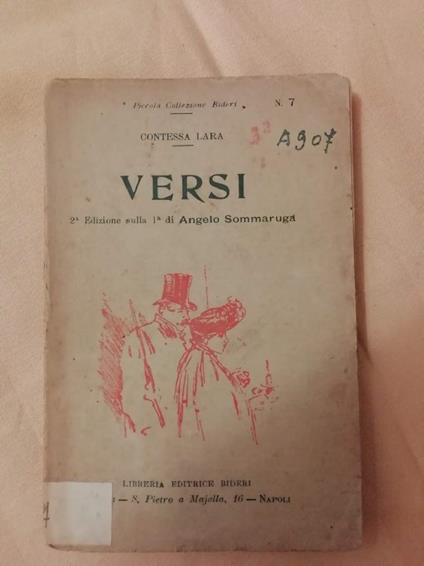 Piccola Collezione Bideri N. 7
CONTESSA LARA
3ª A907
VERSI
2ª Edizione sulla 1ª di Angelo Sommaruga
LIBRERIA EDITRICE BIDERI
— S. Pietro a Majella, 16 — NAPOLI